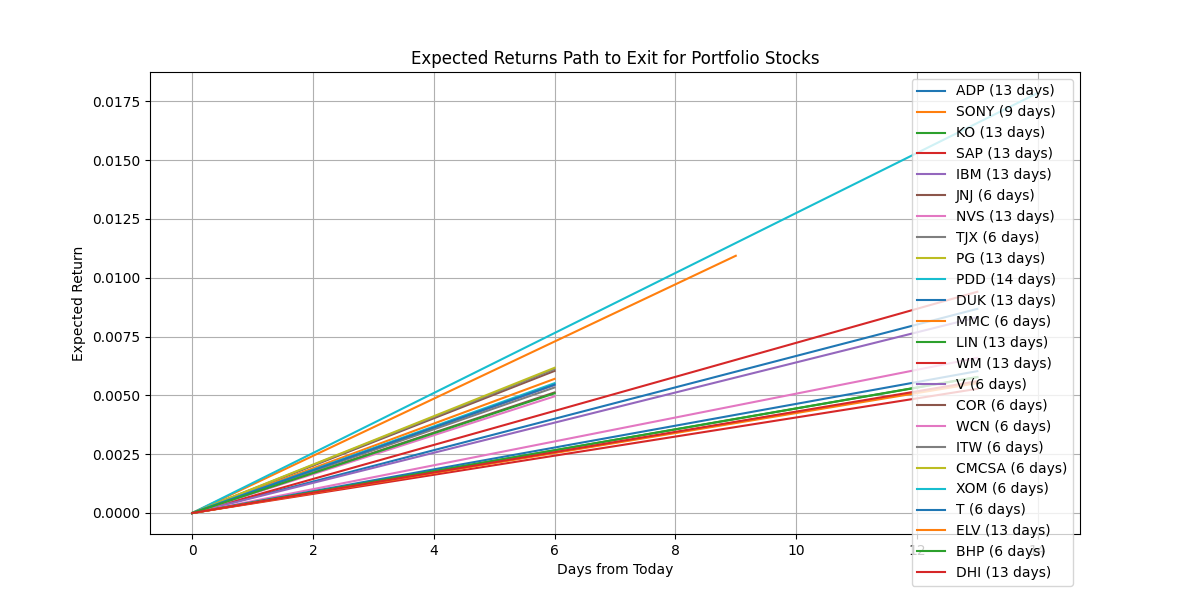 Expected Returns Path to Exit for Portfolio Stocks
Expected Return
0.0175
0.0150
0.0125
0.0100
0.0075
0.0050
0.0025
0.0000
0
2
4
6
8
10
12
14
Days from Today
ADP (13 days)
SONY (9 days)
KO (13 days)
SAP (13 days)
IBM (13 days)
JNJ (6 days)
NVS (13 days)
TJX (6 days)
PG (13 days)
PDD (14 days)
DUK (13 days)
MMC (6 days)
LIN (13 days)
WM (13 days)
V (6 days)
COR (6 days)
WCN (6 days)
ITW (6 days)
CMCSA (6 days)
XOM (6 days)
T (6 days)
ELV (13 days)
BHP (6 days)
DHI (13 days)